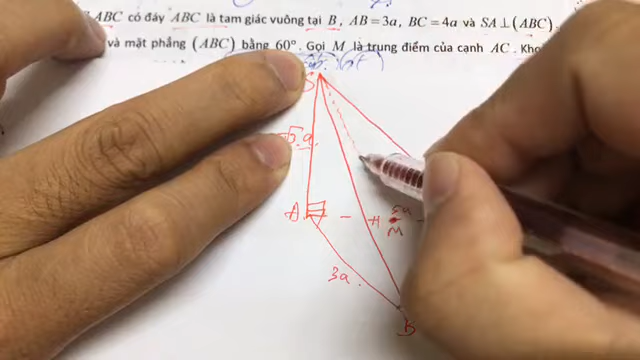 ABC có đáy ABC là tam giác vuông tại B, AB=3a, BC=4a và SA⊥(ABC).
và mặt phẳng (ABC) bằng 60°. Gọi M là trung điểm của cạnh AC. Kho
S
a
A
H
5a
M
3a
B